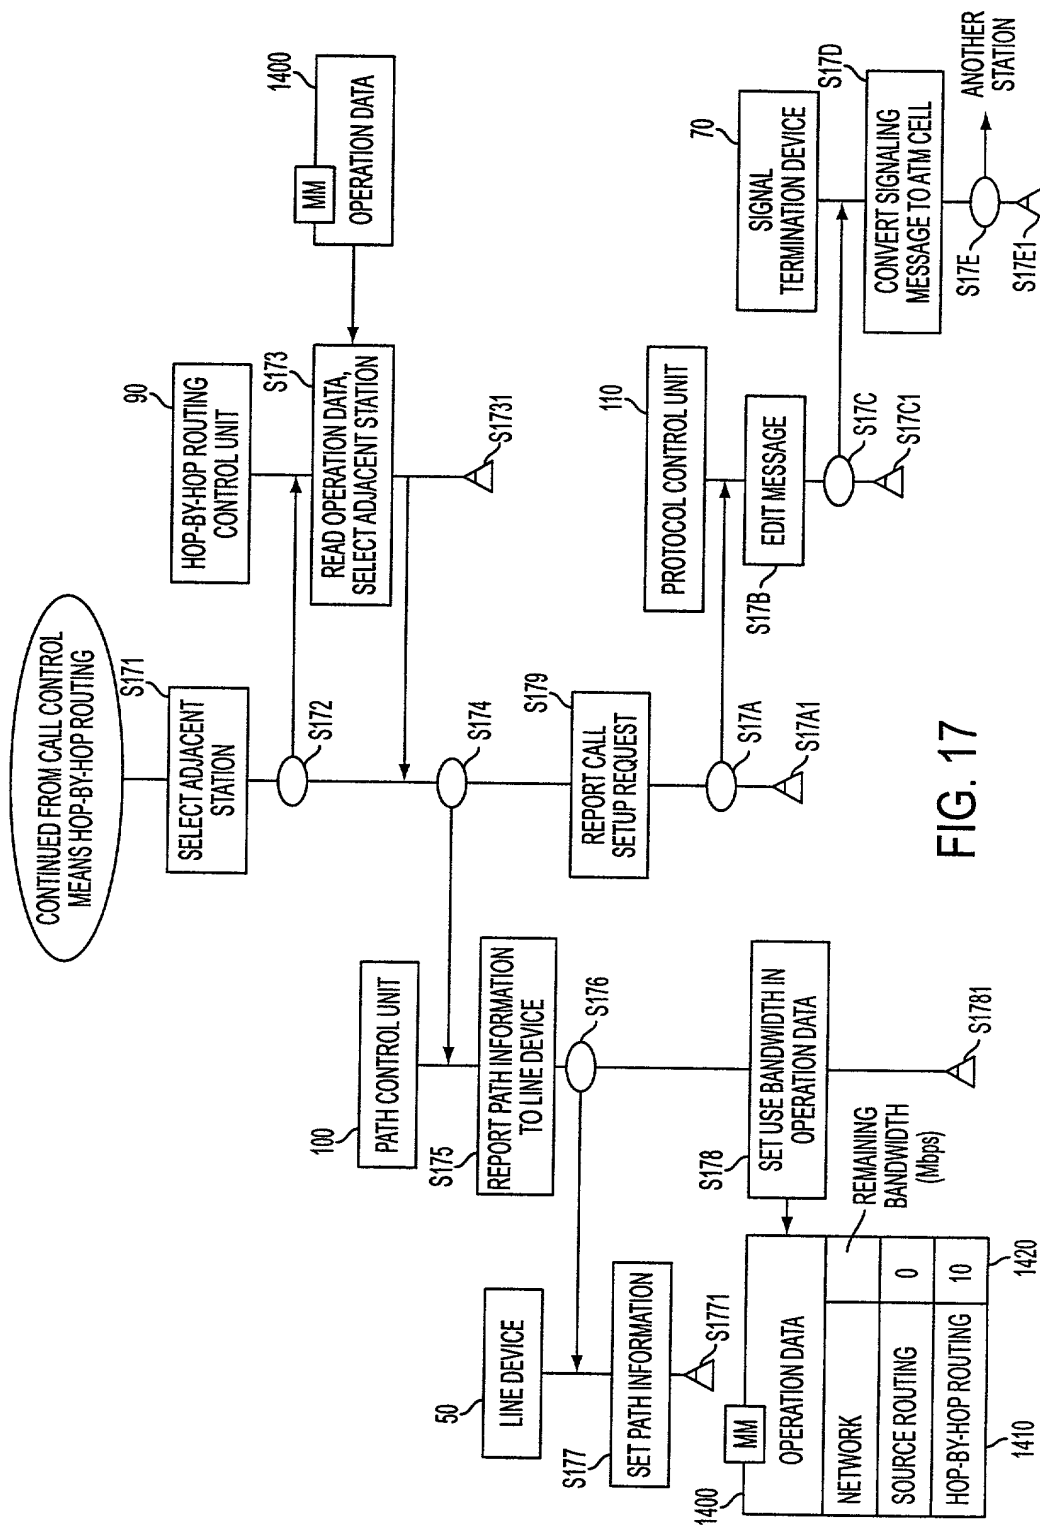 CONTINUED FROM CALL CONTROL
MEANS HOP-BY-HOP ROUTING
S171
SELECT ADJACENT
STATION
S172
90
HOP-BY-HOP ROUTING
CONTROL UNIT
S173
READ OPERATION DATA,
SELECT ADJACENT STATION
S1731
1400
MM
OPERATION DATA
S174
100
PATH CONTROL UNIT
S175
REPORT PATH INFORMATION
TO LINE DEVICE
S176
50
LINE DEVICE
S177
SET PATH INFORMATION
S1771
S178
SET USE BANDWIDTH IN
OPERATION DATA
S1781
1400
MM
OPERATION DATA
REMAINING
BANDWIDTH
(Mbps)
NETWORK
SOURCE ROUTING 0
HOP-BY-HOP ROUTING 10
1410
1420
S179
REPORT CALL
SETUP REQUEST
S17A
S17A1
110
PROTOCOL CONTROL UNIT
S17B
EDIT MESSAGE
S17C
S17C1
70
SIGNAL
TERMINATION DEVICE
S17D
CONVERT SIGNALING
MESSAGE TO ATM CELL
S17E
ANOTHER
STATION
S17E1
FIG. 17